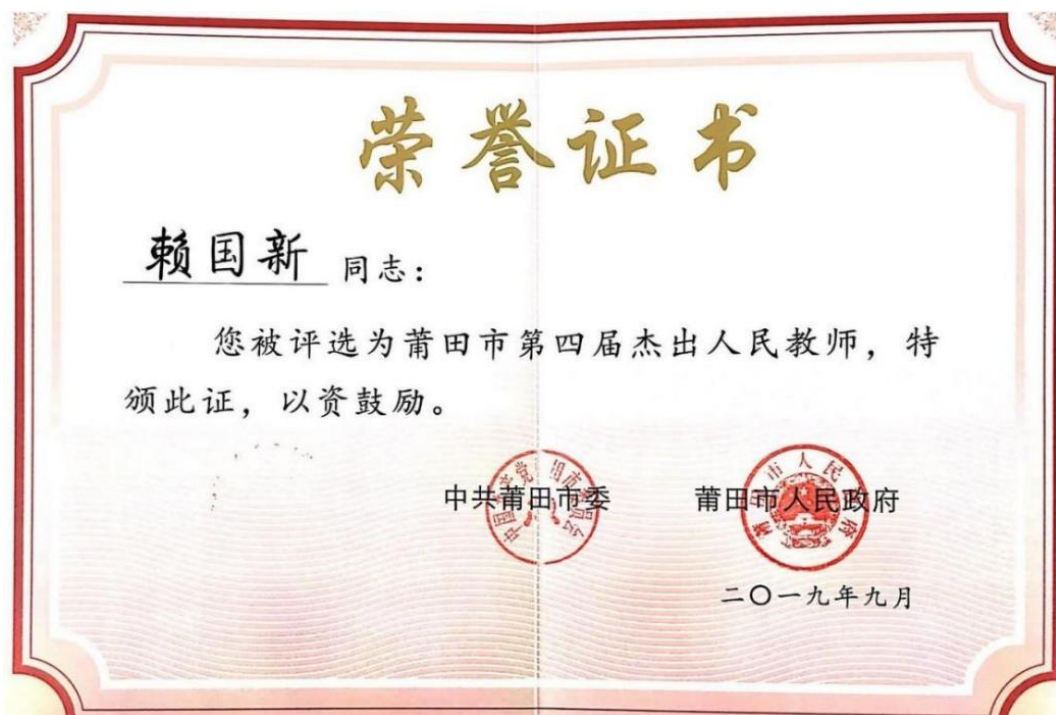 荣誉证书
赖国新 同志：
您被评选为莆田市第四届杰出人民教师，特
颁此证，以资鼓励。
中共莆田市委 莆田市人民政府
二〇一九年九月